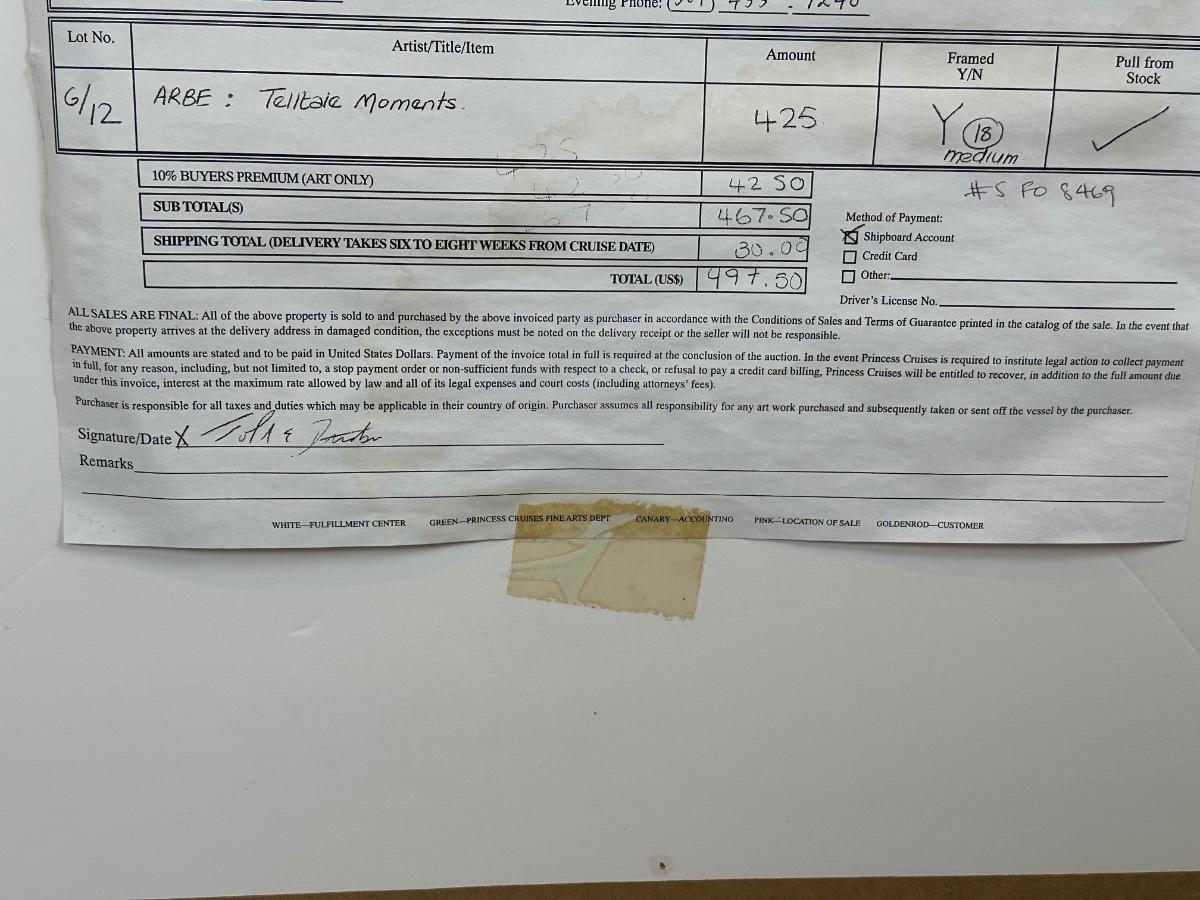 Evening Phone:
Lot No. Artist/Title/Item Amount Framed Y/N Pull from Stock
6/12 ARBE : Telltale Moments. 425 Y 18 medium
10% BUYERS PREMIUM (ART ONLY) 42 50
# S FO 8469
SUB TOTAL(S) 467.50
Method of Payment:
Shipboard Account
SHIPPING TOTAL (DELIVERY TAKES SIX TO EIGHT WEEKS FROM CRUISE DATE) 30.00
Credit Card
TOTAL (US$) 497.50
Other:
Driver's License No.
ALL SALES ARE FINAL: All of the above property is sold to and purchased by the above invoiced party as purchaser in accordance with the Conditions of Sales and Terms of Guarantee printed in the catalog of the sale. In the event that
the above property arrives at the delivery address in damaged condition, the exceptions must be noted on the delivery receipt or the seller will not be responsible.
PAYMENT: All amounts are stated and to be paid in United States Dollars. Payment of the invoice total in full is required at the conclusion of the auction. In the event Princess Cruises is required to institute legal action to collect payment
in full, for any reason, including, but not limited to, a stop payment order or non-sufficient funds with respect to a check, or refusal to pay a credit card billing, Princess Cruises will be entitled to recover, in addition to the full amount due
under this invoice, interest at the maximum rate allowed by law and all of its legal expenses and court costs (including attorneys' fees).
Purchaser is responsible for all taxes and duties which may be applicable in their country of origin. Purchaser assumes all responsibility for any art work purchased and subsequently taken or sent off the vessel by the purchaser.
Signature/Date X
Remarks
WHITE—FULFILLMENT CENTER GREEN—PRINCESS CRUISES FINE ARTS DEPT CANARY—ACCOUNTING PINK—LOCATION OF SALE GOLDENROD—CUSTOMER